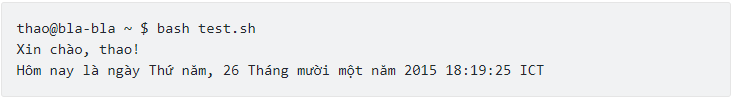 thao@bla-bla ~ $ bash test.sh
Xin chào, thao!
Hôm nay là ngày Thứ năm, 26 Tháng mười một năm 2015 18:19:25 ICT